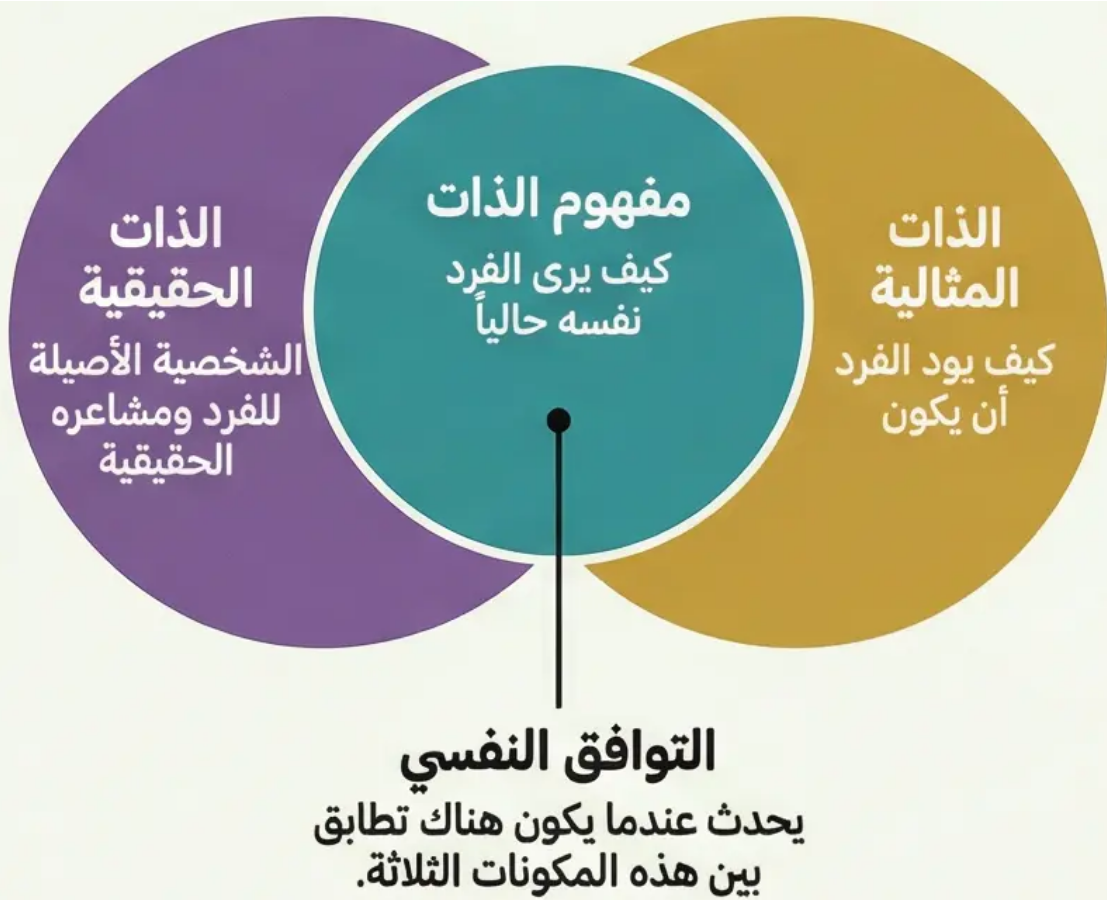 الذات
الحقيقية
الشخصية الأصيلة
للفرد ومشاعره
الحقيقية
مفهوم الذات
كيف يرى الفرد
نفسه حالياً
الذات
المثالية
كيف يود الفرد
أن يكون
التوافق النفسي
يحدث عندما يكون هناك تطابق
بين هذه المكونات الثلاثة.